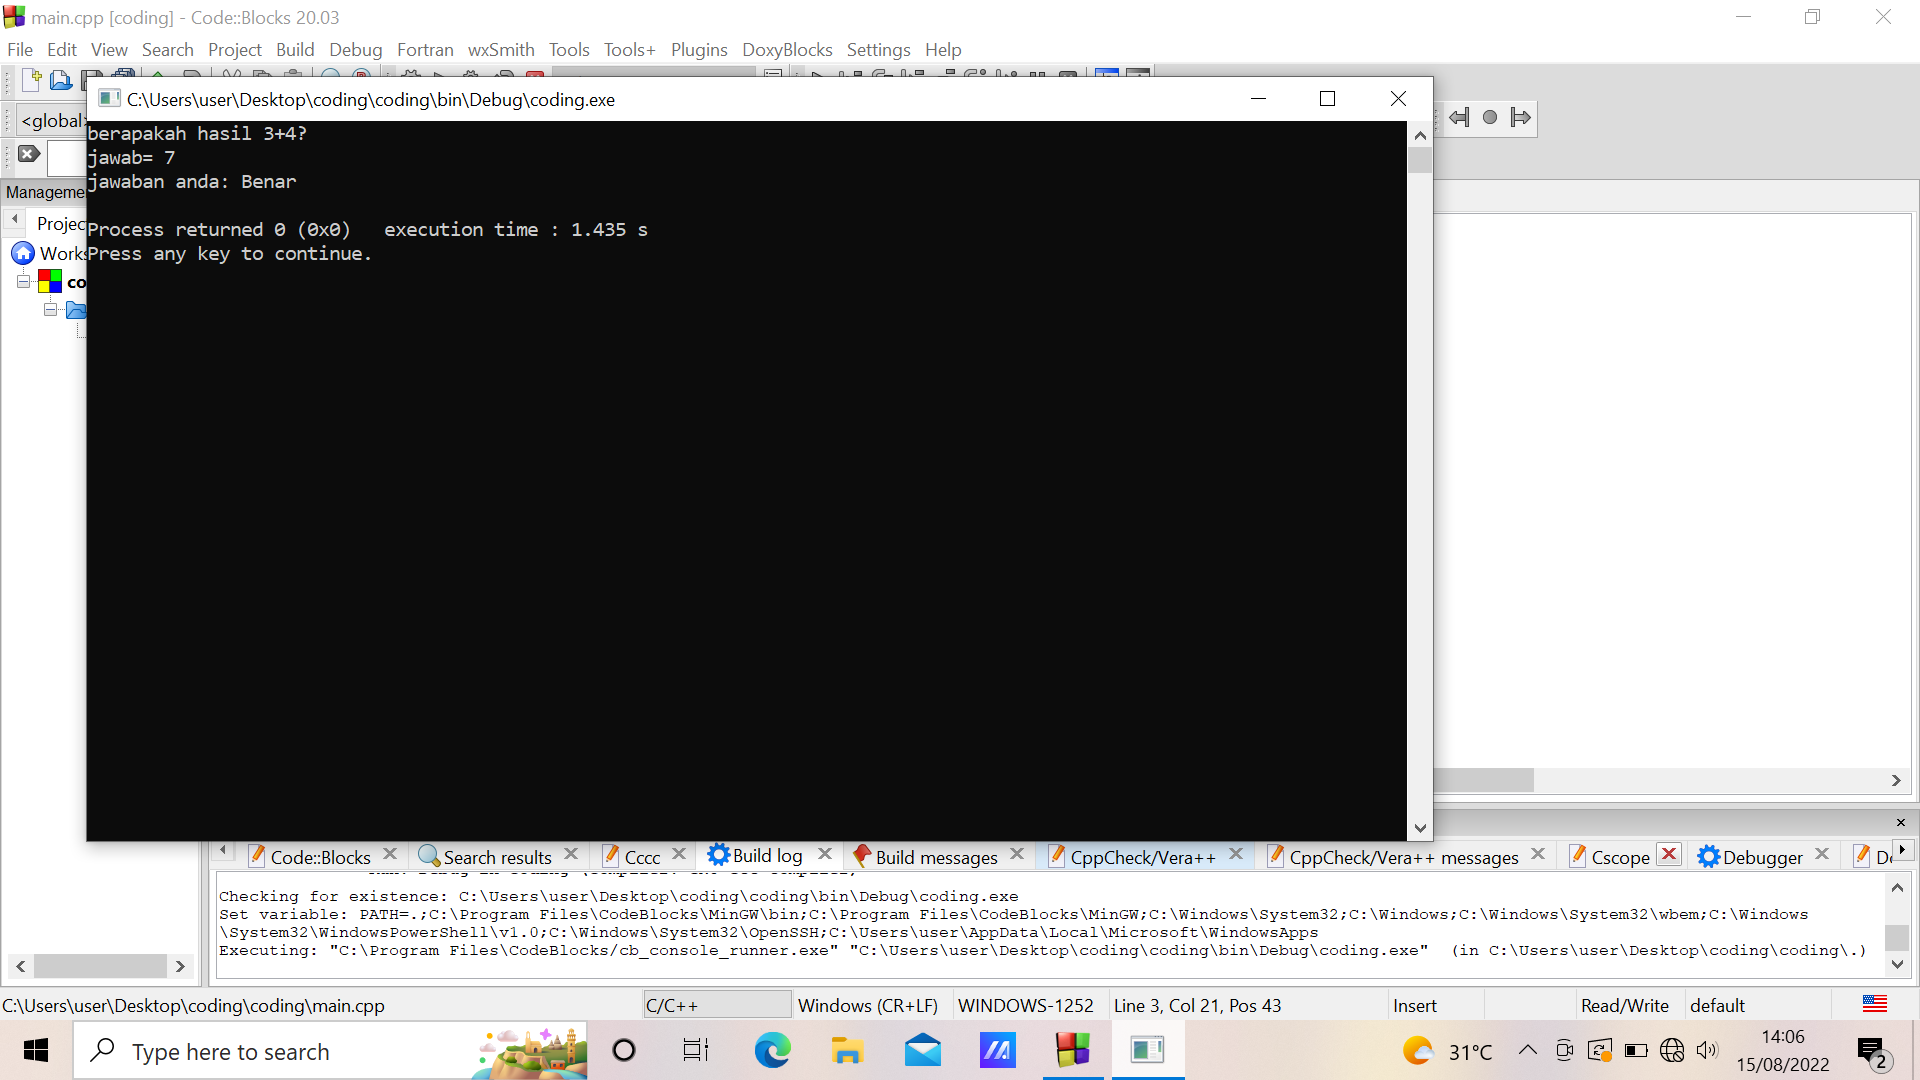 main.cpp [coding] - Code::Blocks 20.03
File Edit View Search Project Build Debug Fortran wxSmith Tools Tools+ Plugins DoxyBlocks Settings Help
C:\Users\user\Desktop\coding\coding\bin\Debug\coding.exe
<global>
berapakah hasil 3+4?
jawab= 7
jawaban anda: Benar
Process returned 0 (0x0)   execution time : 1.435 s
Press any key to continue.
Code::Blocks Search results Cccc Build log Build messages CppCheck/Vera++ CppCheck/Vera++ messages Cscope Debugger
Checking for existence: C:\Users\user\Desktop\coding\coding\bin\Debug\coding.exe
Set variable: PATH=.;C:\Program Files\CodeBlocks\MinGW\bin;C:\Program Files\CodeBlocks\MinGW;C:\Windows\System32;C:\Windows;C:\Windows\System32\wbem;C:\Windows
\System32\WindowsPowerShell\v1.0;C:\Windows\System32\OpenSSH;C:\Users\user\AppData\Local\Microsoft\WindowsApps
Executing: "C:\Program Files\CodeBlocks/cb_console_runner.exe" "C:\Users\user\Desktop\coding\coding\bin\Debug\coding.exe"  (in C:\Users\user\Desktop\coding\coding\.)
C:\Users\user\Desktop\coding\coding\main.cpp C/C++ Windows (CR+LF) WINDOWS-1252 Line 3, Col 21, Pos 43 Insert Read/Write default
Type here to search
31°C
14:06
15/08/2022
2